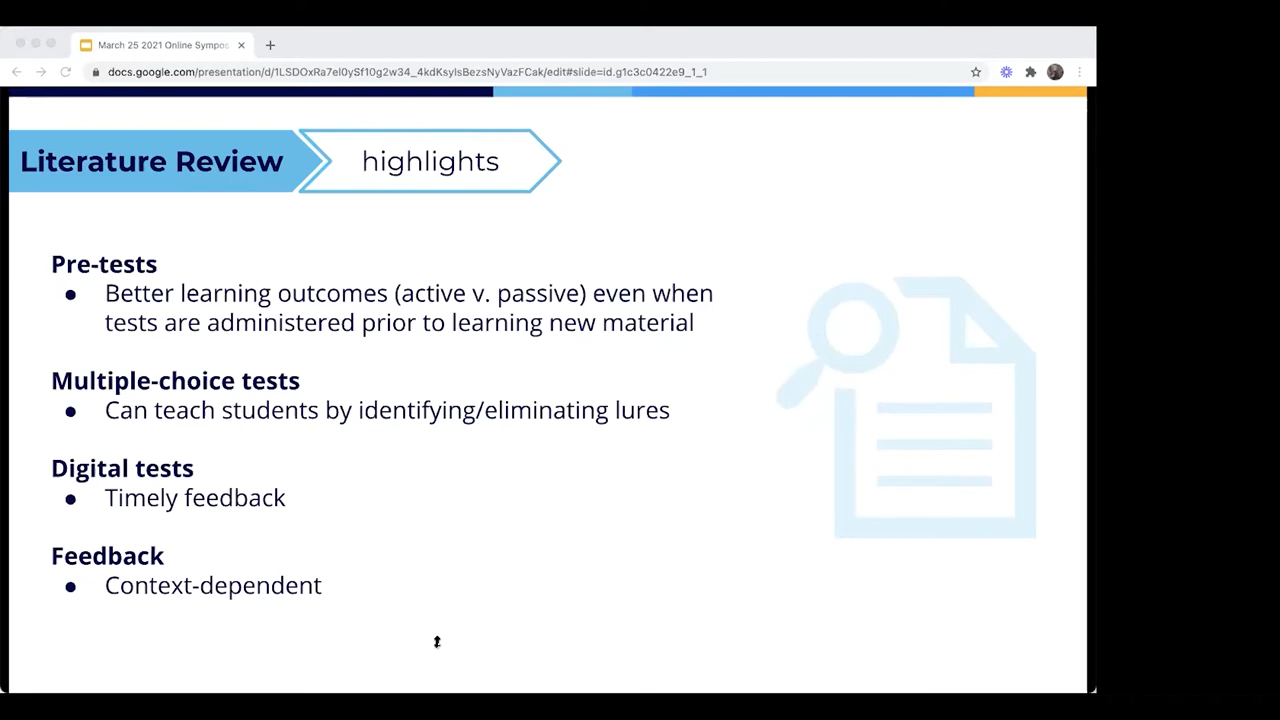 March 25 2021 Online Sympos
docs.google.com/presentation/d/1LSDOxRa7el0ySf10g2w34_4kdKsylsBezsNyVazFCak/edit#slide=id.g1c3c0422e9_1_1
Literature Review
highlights
Pre-tests
● Better learning outcomes (active v. passive) even when
tests are administered prior to learning new material
Multiple-choice tests
● Can teach students by identifying/eliminating lures
Digital tests
● Timely feedback
Feedback
● Context-dependent